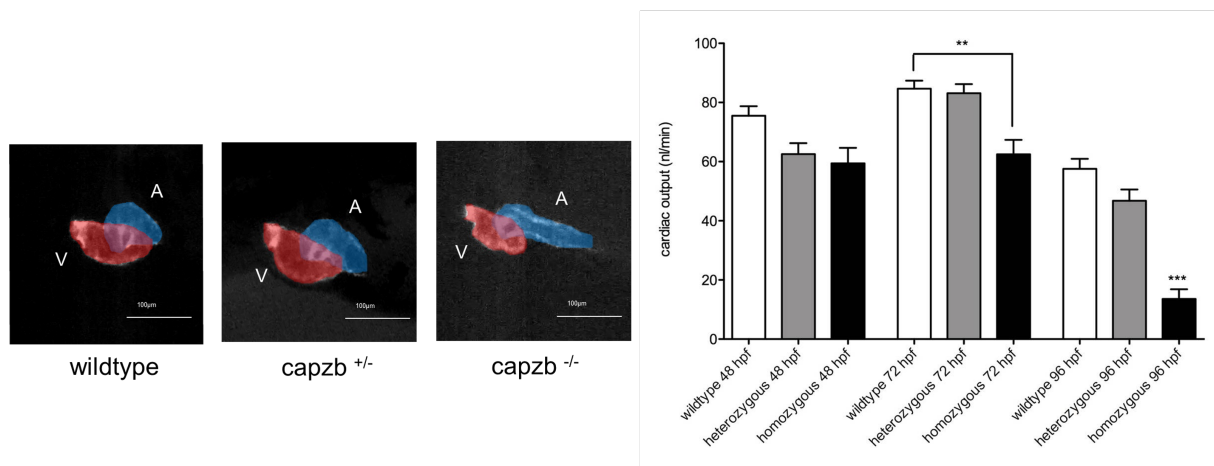 A
V
100μm
wildtype
A
V
100μm
capzb +/-
A
V
100μm
capzb -/-
cardiac output (nl/min)
100
80
60
40
20
0
**
***
wildtype 48 hpf
heterozygous 48 hpf
homozygous 48 hpf
wildtype 72 hpf
heterozygous 72 hpf
homozygous 72 hpf
wildtype 96 hpf
heterozygous 96 hpf
homozygous 96 hpf